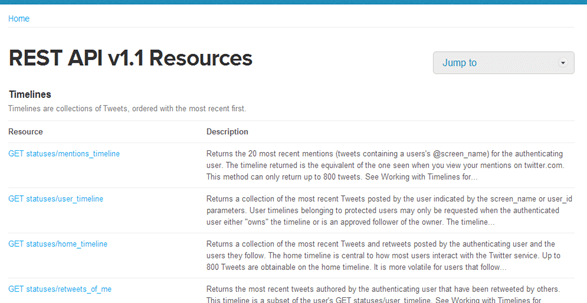 Home
REST API v1.1 Resources
Jump to
Timelines
Timelines are collections of Tweets, ordered with the most recent first.
Resource Description
GET statuses/mentions_timeline Returns the 20 most recent mentions (tweets containing a users's @screen_name) for the authenticating
user. The timeline returned is the equivalent of the one seen when you view your mentions on twitter.com.
This method can only return up to 800 tweets. See Working with Timelines for...
GET statuses/user_timeline Returns a collection of the most recent Tweets posted by the user indicated by the screen_name or user_id
parameters. User timelines belonging to protected users may only be requested when the authenticated
user either "owns" the timeline or is an approved follower of the owner. The timeline...
GET statuses/home_timeline Returns a collection of the most recent Tweets and retweets posted by the authenticating user and the
users they follow. The home timeline is central to how most users interact with the Twitter service. Up to
800 Tweets are obtainable on the home timeline. It is more volatile for users that follow...
GET statuses/retweets_of_me Returns the most recent tweets authored by the authenticating user that have been retweeted by others.
This timeline is a subset of the user's GET statuses/user_timeline. See Working with Timelines for